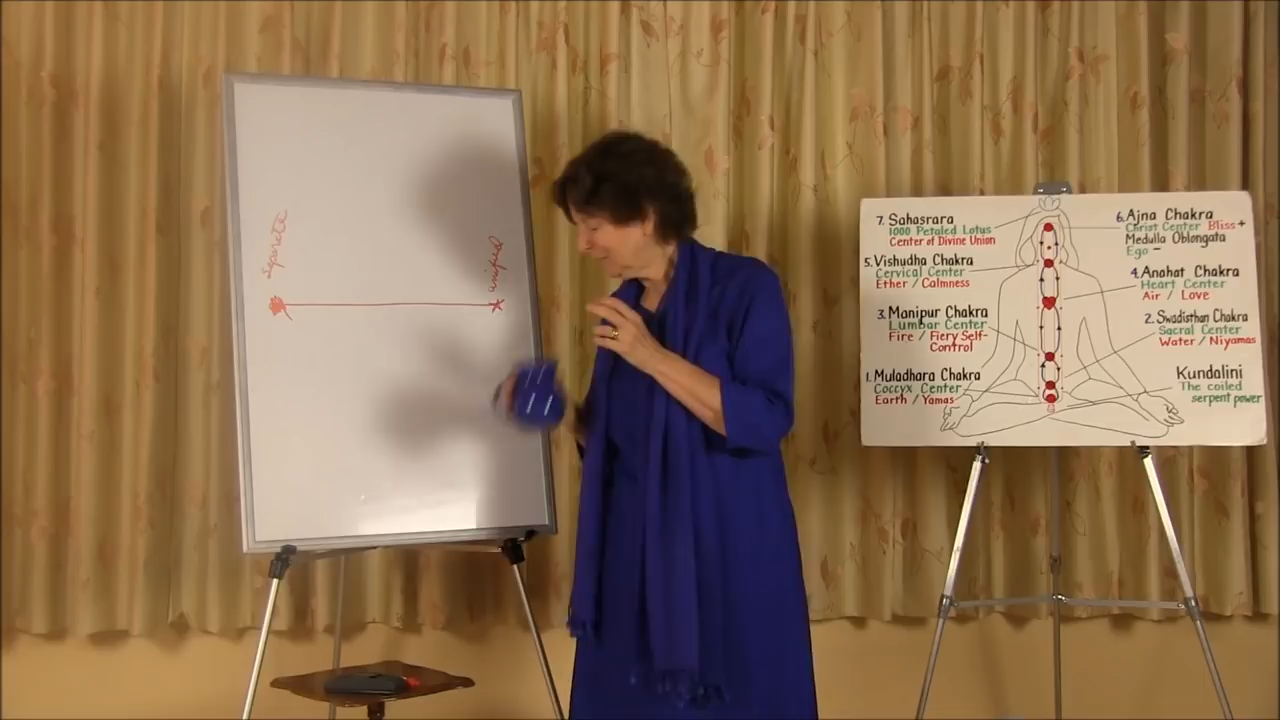 separate
unified
7. Sahasrara
1000 Petaled Lotus
Center of Divine Union
5. Vishudha Chakra
Cervical Center
Ether / Calmness
3. Manipur Chakra
Lumbar Center
Fire / Fiery Self-
Control
1. Muladhara Chakra
Coccyx Center
Earth / Yamas
6. Ajna Chakra
Christ Center Bliss +
Medulla Oblongata
Ego -
4. Anahat Chakra
Heart Center
Air / Love
2. Swadisthan Chakra
Sacral Center
Water / Niyamas
Kundalini
The coiled
serpent power